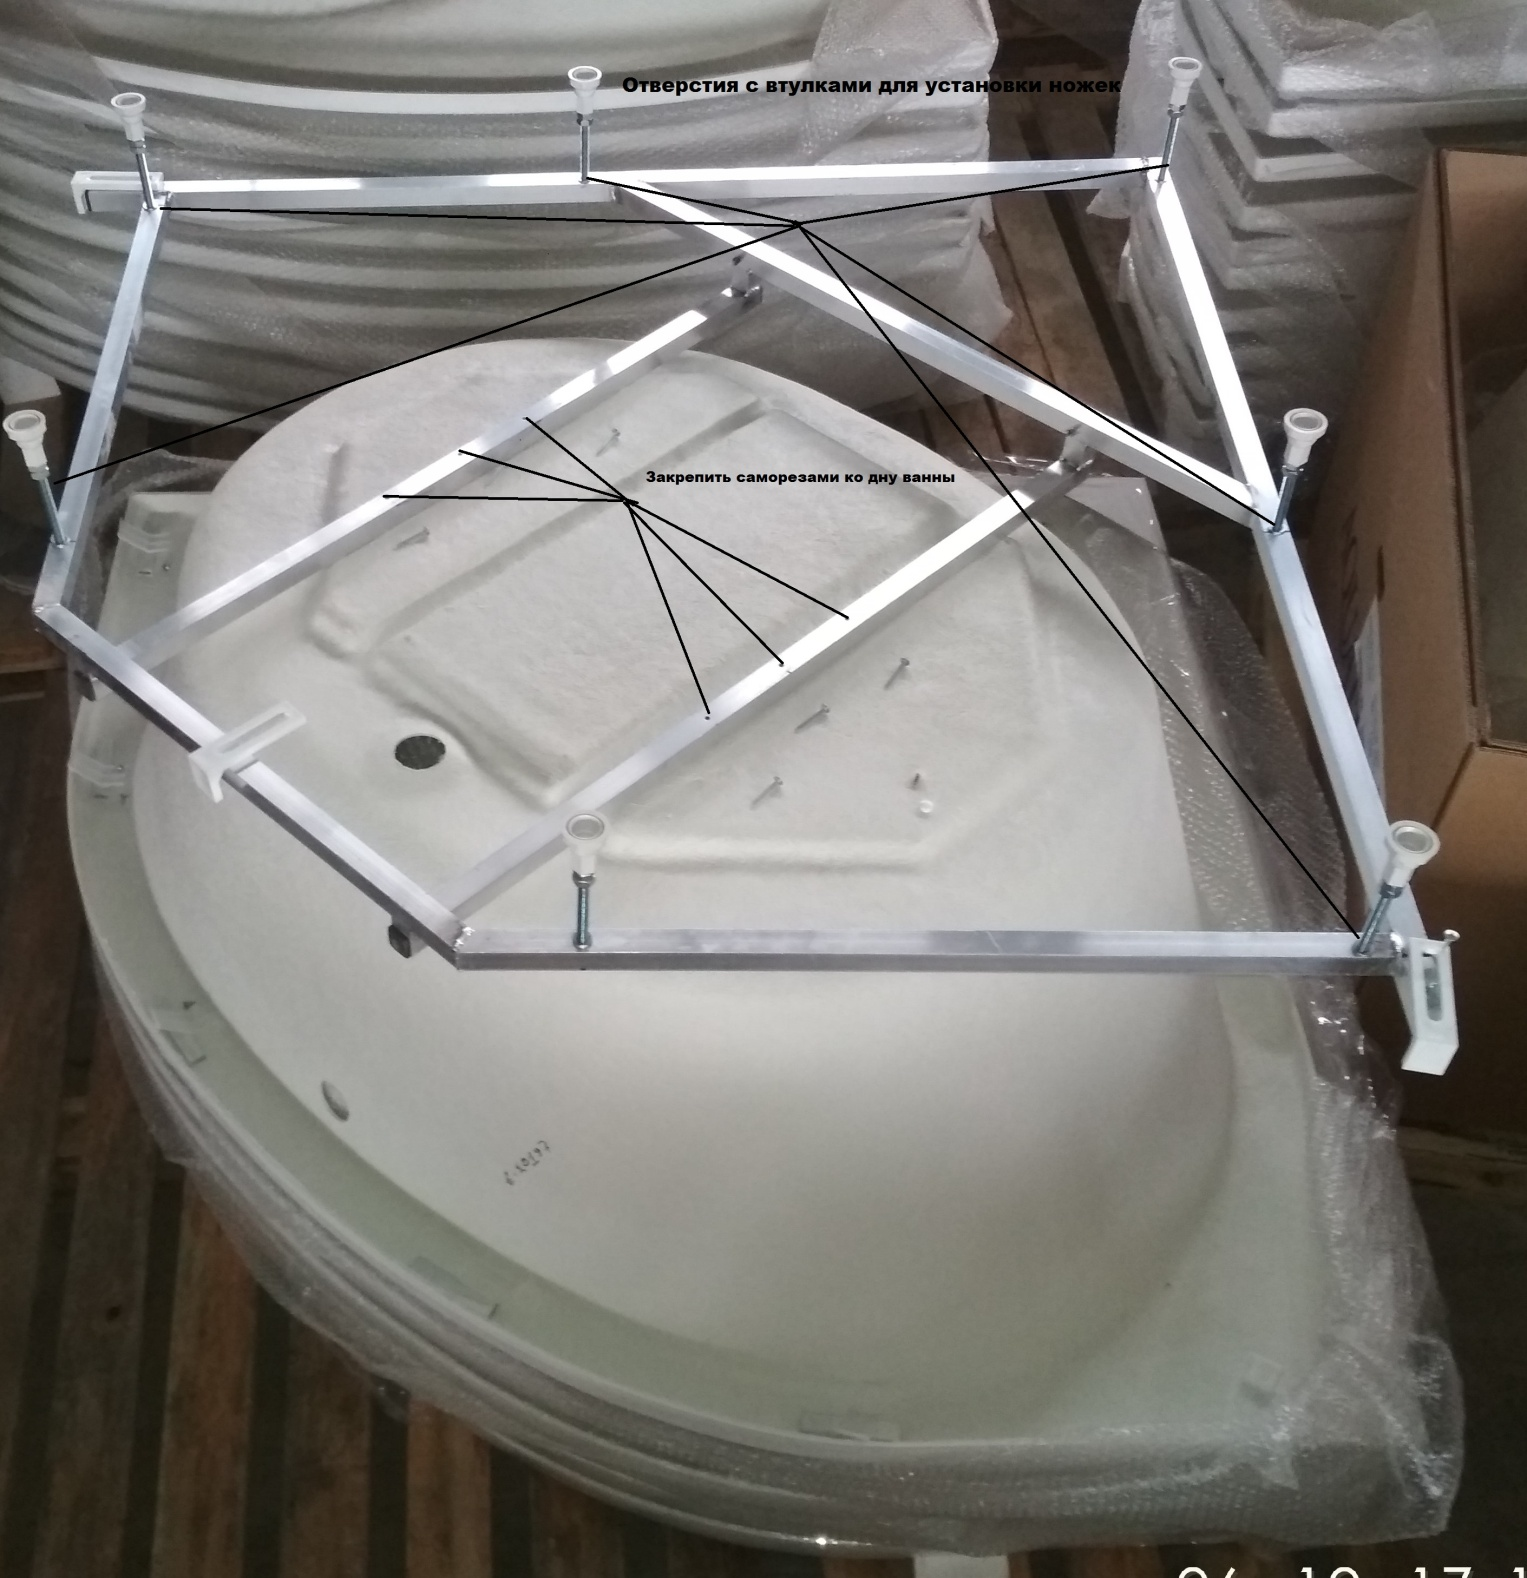 Отверстия с втулками для установки ножек
Закрепить саморезами ко дну ванны